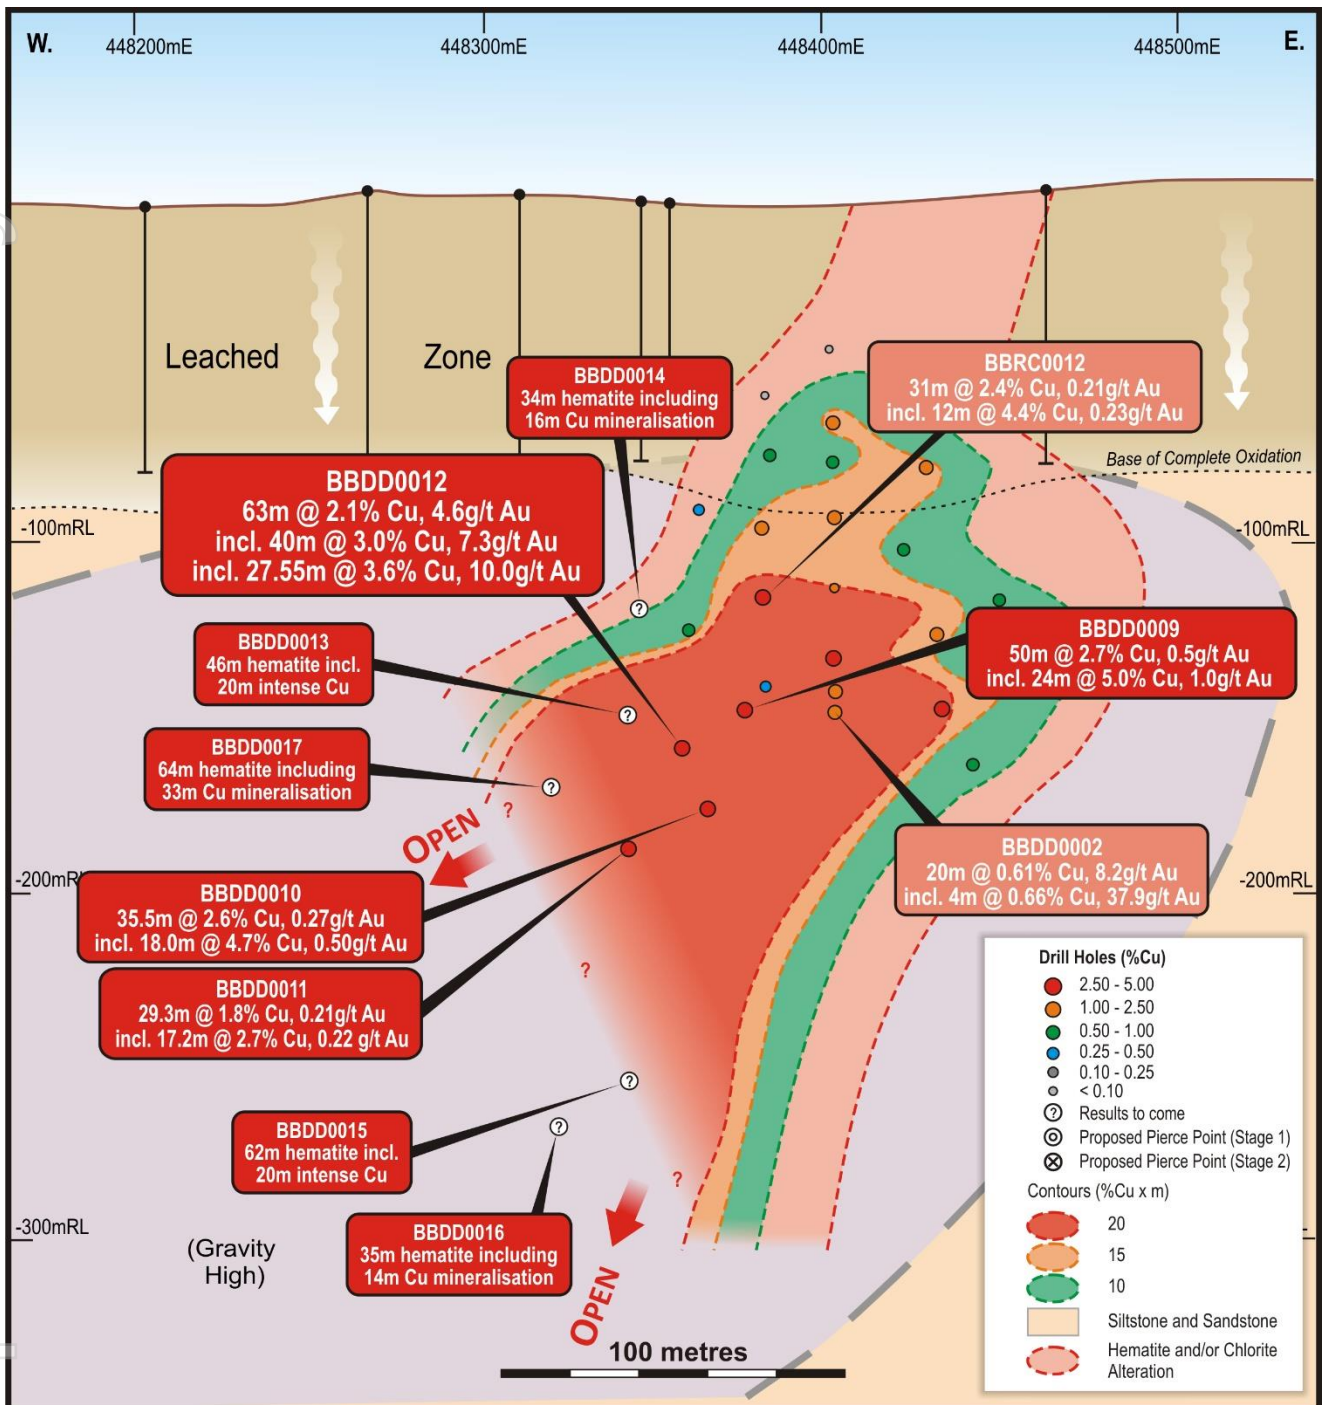 W.
448200mE
448300mE
448400mE
448500mE
E.
Leached Zone
BBDD0014
34m hematite including
16m Cu mineralisation
BBRC0012
31m @ 2.4% Cu, 0.21g/t Au
incl. 12m @ 4.4% Cu, 0.23g/t Au
Base of Complete Oxidation
BBDD0012
63m @ 2.1% Cu, 4.6g/t Au
incl. 40m @ 3.0% Cu, 7.3g/t Au
incl. 27.55m @ 3.6% Cu, 10.0g/t Au
-100mRL
-100mRL
?
BBDD0013
46m hematite incl.
20m intense Cu
?
BBDD0009
50m @ 2.7% Cu, 0.5g/t Au
incl. 24m @ 5.0% Cu, 1.0g/t Au
BBDD0017
64m hematite including
33m Cu mineralisation
?
?
OPEN
BBDD0002
20m @ 0.61% Cu, 8.2g/t Au
incl. 4m @ 0.66% Cu, 37.9g/t Au
-200mRL
-200mRL
BBDD0010
35.5m @ 2.6% Cu, 0.27g/t Au
incl. 18.0m @ 4.7% Cu, 0.50g/t Au
BBDD0011
29.3m @ 1.8% Cu, 0.21g/t Au
incl. 17.2m @ 2.7% Cu, 0.22 g/t Au
?
?
BBDD0015
62m hematite incl.
20m intense Cu
?
?
BBDD0016
35m hematite including
14m Cu mineralisation
-300mRL
(Gravity
High)
OPEN
100 metres
Drill Holes (%Cu)
2.50 - 5.00
1.00 - 2.50
0.50 - 1.00
0.25 - 0.50
0.10 - 0.25
< 0.10
? Results to come
Proposed Pierce Point (Stage 1)
Proposed Pierce Point (Stage 2)
Contours (%Cu x m)
20
15
10
Siltstone and Sandstone
Hematite and/or Chlorite
Alteration